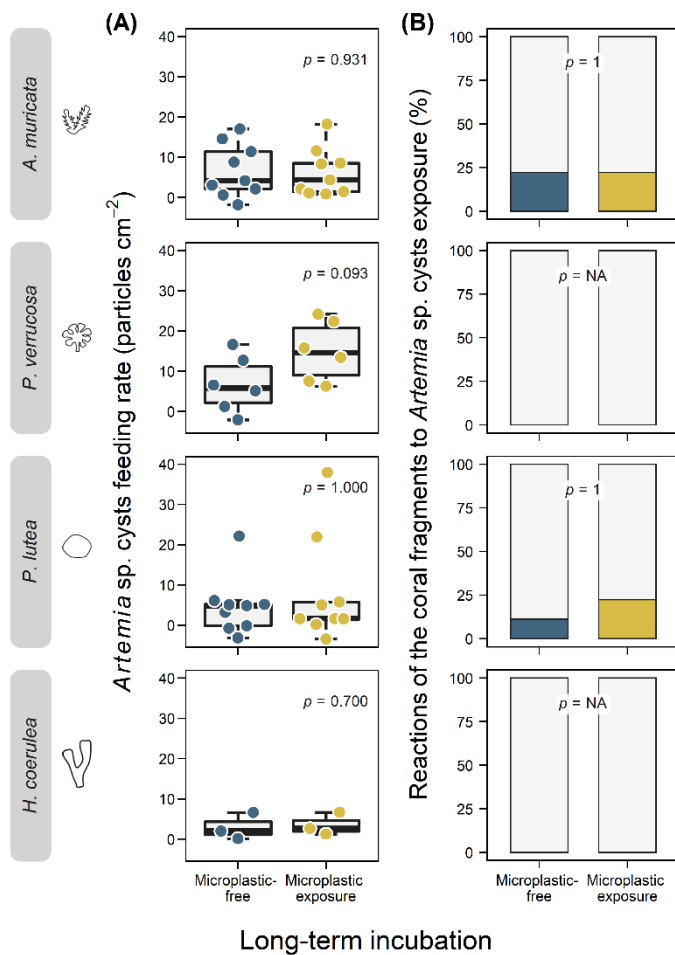 (A)
(B)
A. muricata
P. verrucosa
P. lutea
H. coerulea
Artemia sp. cysts feeding rate (particles cm⁻²)
40
30
20
10
0
p = 0.931
40
30
20
10
0
p = 0.093
40
30
20
10
0
p = 1.000
40
30
20
10
0
p = 0.700
Microplastic-
free
Microplastic
exposure
Reactions of the coral fragments to Artemia sp. cysts exposure (%)
100
75
50
25
0
p = 1
100
75
50
25
0
p = NA
100
75
50
25
0
p = 1
100
75
50
25
0
p = NA
Microplastic-
free
Microplastic
exposure
Long-term incubation